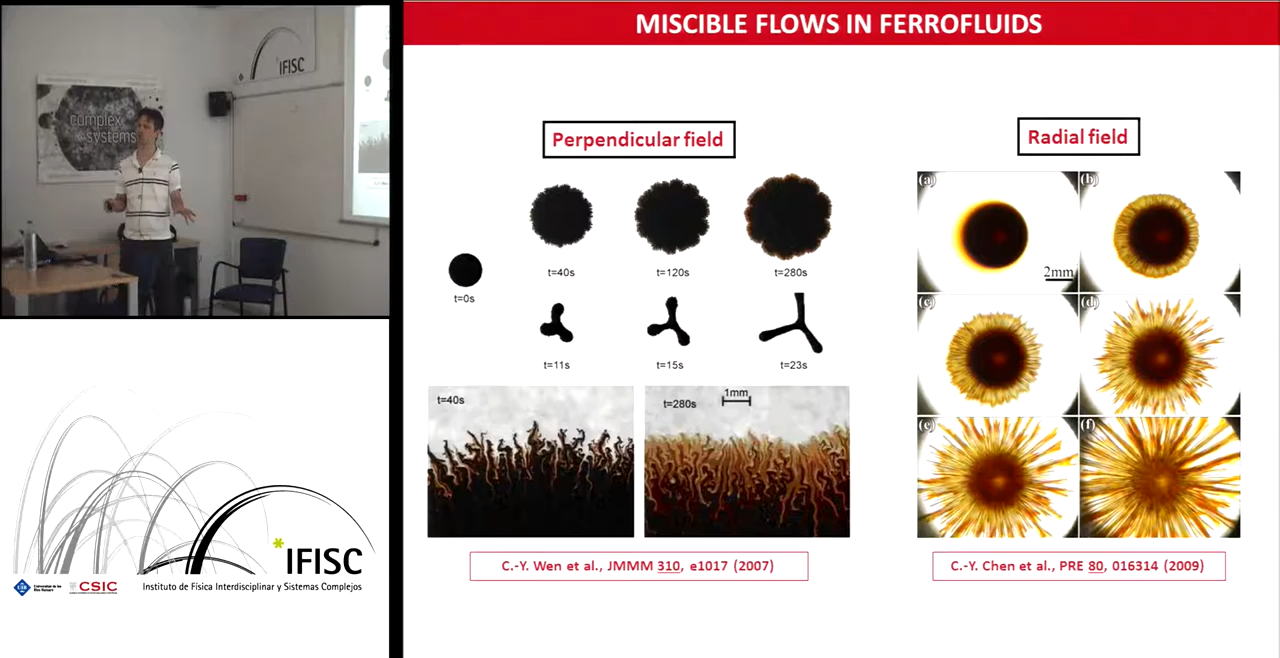 complex
systems
IFISC
MISCIBLE FLOWS IN FERROFLUIDS
Perpendicular field
t=0s
t=40s
t=120s
t=280s
t=11s
t=15s
t=23s
t=40s
t=280s
1mm
C.-Y. Wen et al., JMMM 310, e1017 (2007)
Radial field
(a)
(b)
2mm
(c)
(d)
(e)
(f)
C.-Y. Chen et al., PRE 80, 016314 (2009)
IFISC
CSIC
Instituto de Física Interdisciplinar y Sistemas Complejos